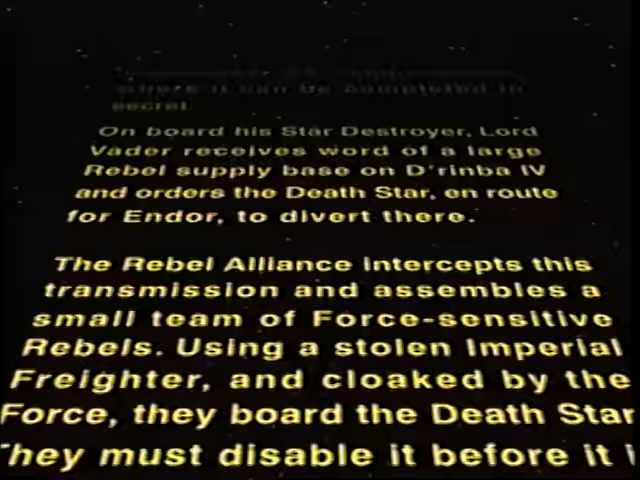 where it can be completed in
secret.
On board his Star Destroyer, Lord
Vader receives word of a large
Rebel supply base on D'rinba IV
and orders the Death Star, en route
for Endor, to divert there.
The Rebel Alliance intercepts this
transmission and assembles a
small team of Force-sensitive
Rebels. Using a stolen Imperial
Freighter, and cloaked by the
Force, they board the Death Star
They must disable it before it i